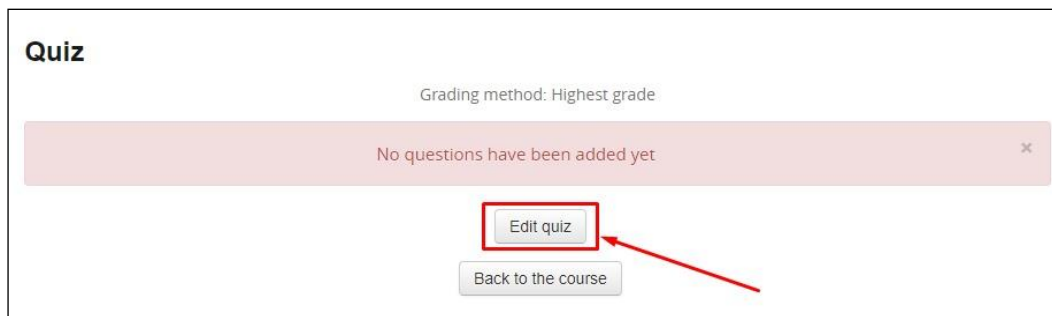 Quiz
Grading method: Highest grade
No questions have been added yet
×
Edit quiz
Back to the course